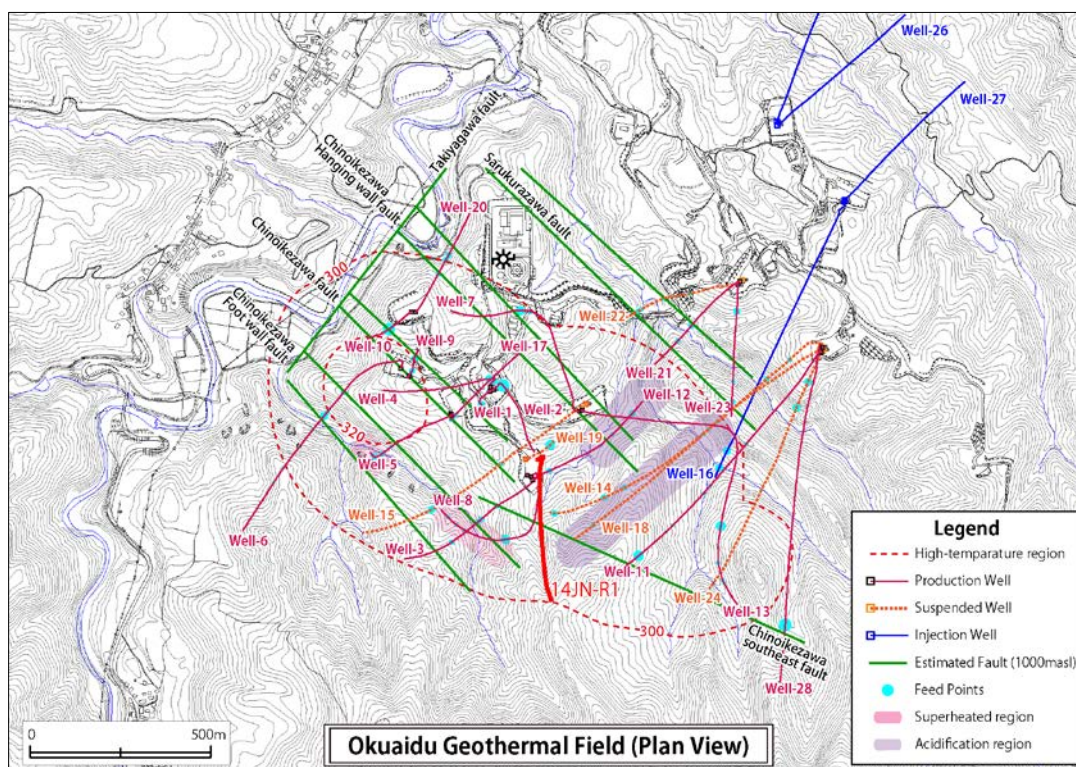 Well-26
Well-27
Takiyagawa fault
Chinoikezawa
Hanging wall fault
Sarukurazawa fault
Well-20
Chinoikezawa fault
300
Chinoikezawa
Foot wall fault
Well-7
Well-22
Well-10
Well-9
Well-17
Well-21
Well-4
Well-12
Well-1
Well-2
Well-23
320
Well-19
Well-5
Well-16
Well-14
Well-8
Well-15
Well-18
Well-6
Well-3
Well-11
14JN-R1
Well-24
Well-13
300
Chinoikezawa
southeast fault
Well-28
Legend
High-temparature region
Production Well
Suspended Well
Injection Well
Estimated Fault (1000masl)
Feed Points
Superheated region
Acidification region
0
500m
Okuaidu Geothermal Field (Plan View)